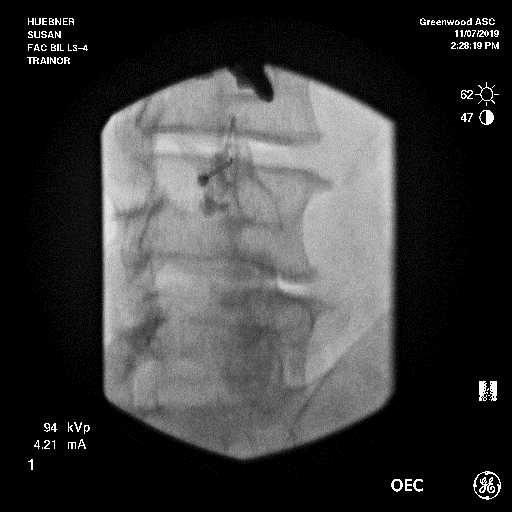 HUEBNER
SUSAN
FAC BIL L3-4
TRAINOR
Greenwood ASC
11/07/2019
2:28:19 PM
62
47
94 kVp
4.21 mA
1
OEC
GE